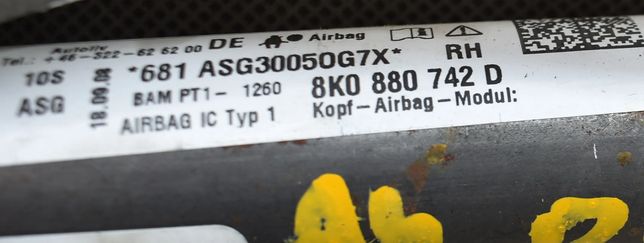 Autoliv DE Airbag
Tel.: +46-322-62 62 00
10S *681 ASG30050G7X* RH
ASG 18.09.08 BAM PT1- 1260 8K0 880 742 D
AIRBAG IC Typ 1 Kopf-Airbag-Modul: